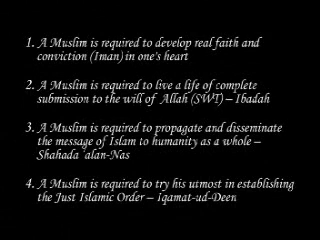 1. A Muslim is required to develop real faith and
conviction (Iman) in one's heart
2. A Muslim is required to live a life of complete
submission to the will of Allah (SWT) – Ibadah
3. A Muslim is required to propagate and disseminate
the message of Islam to humanity as a whole –
Shahada `alan-Nas
4. A Muslim is required to try his utmost in establishing
the Just Islamic Order – Iqamat-ud-Deen